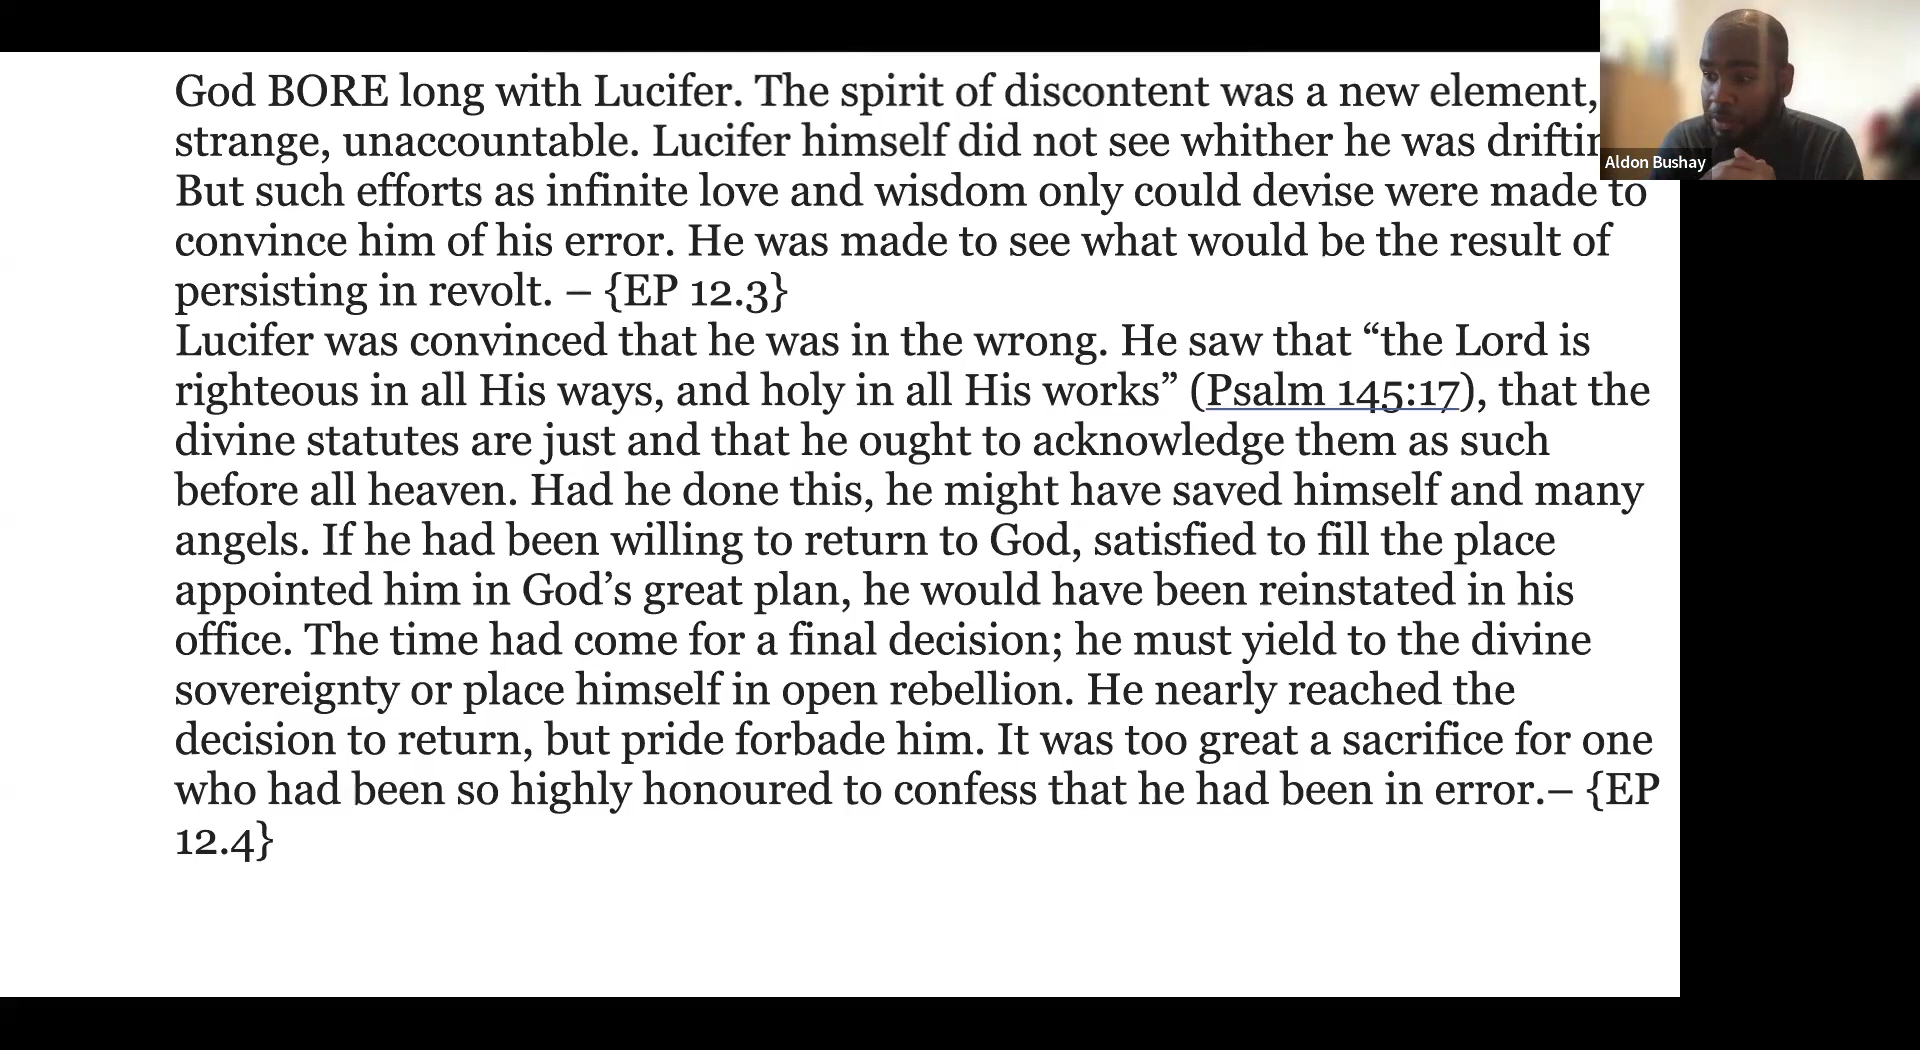 God BORE long with Lucifer. The spirit of discontent was a new element,
strange, unaccountable. Lucifer himself did not see whither he was
But such efforts as infinite love and wisdom only could devise were made to
convince him of his error. He was made to see what would be the result of
persisting in revolt. – {EP 12.3}
Lucifer was convinced that he was in the wrong. He saw that “the Lord is
righteous in all His ways, and holy in all His works” (Psalm 145:17), that the
divine statutes are just and that he ought to acknowledge them as such
before all heaven. Had he done this, he might have saved himself and many
angels. If he had been willing to return to God, satisfied to fill the place
appointed him in God’s great plan, he would have been reinstated in his
office. The time had come for a final decision; he must yield to the divine
sovereignty or place himself in open rebellion. He nearly reached the
decision to return, but pride forbade him. It was too great a sacrifice for one
who had been so highly honoured to confess that he had been in error.– {EP
12.4}
Aldon Bushay